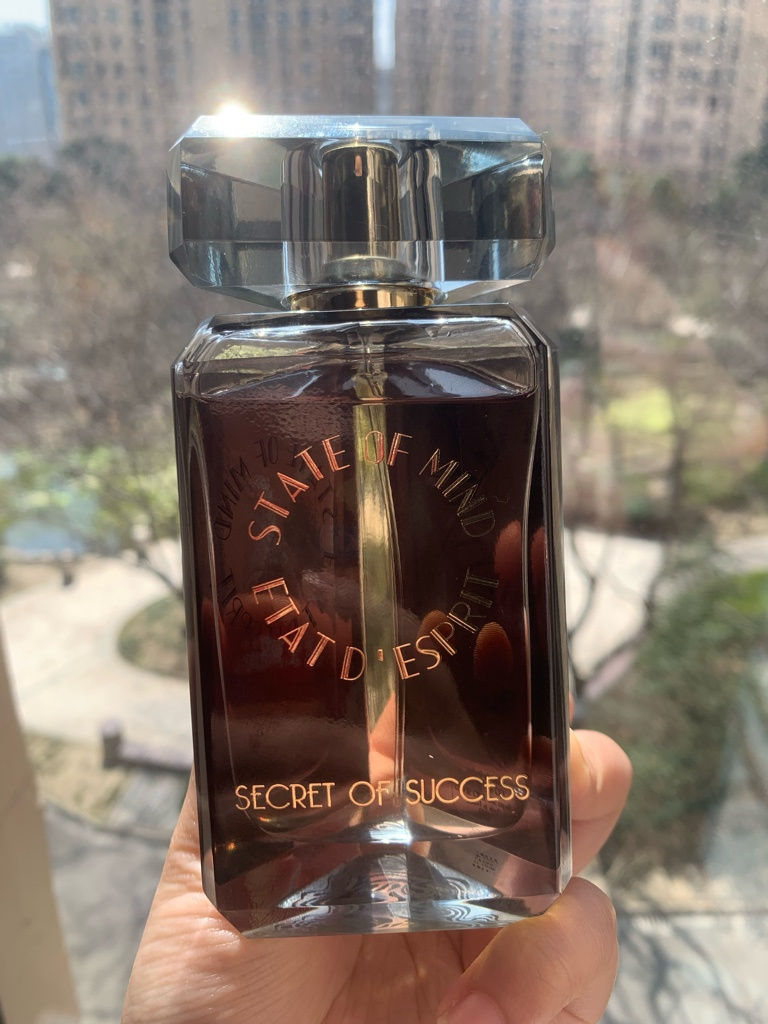 STATE OF MIND
ETAT D'ESPRIT
SECRET OF SUCCESS